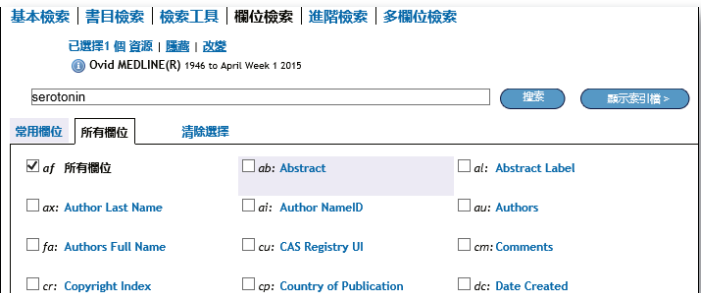 基本檢索 | 書目檢索 | 檢索工具 | 欄位檢索 | 進階檢索 | 多欄位檢索
已選擇1 個 資源 | 隱藏 | 改變
Ovid MEDLINE(R) 1946 to April Week 1 2015
serotonin 搜索 顯示索引檔 >
常用欄位 所有欄位 清除選擇
af 所有欄位 ab: Abstract al: Abstract Label
ax: Author Last Name ai: Author NameID au: Authors
fa: Authors Full Name cu: CAS Registry UI cm: Comments
cr: Copyright Index cp: Country of Publication dc: Date Created